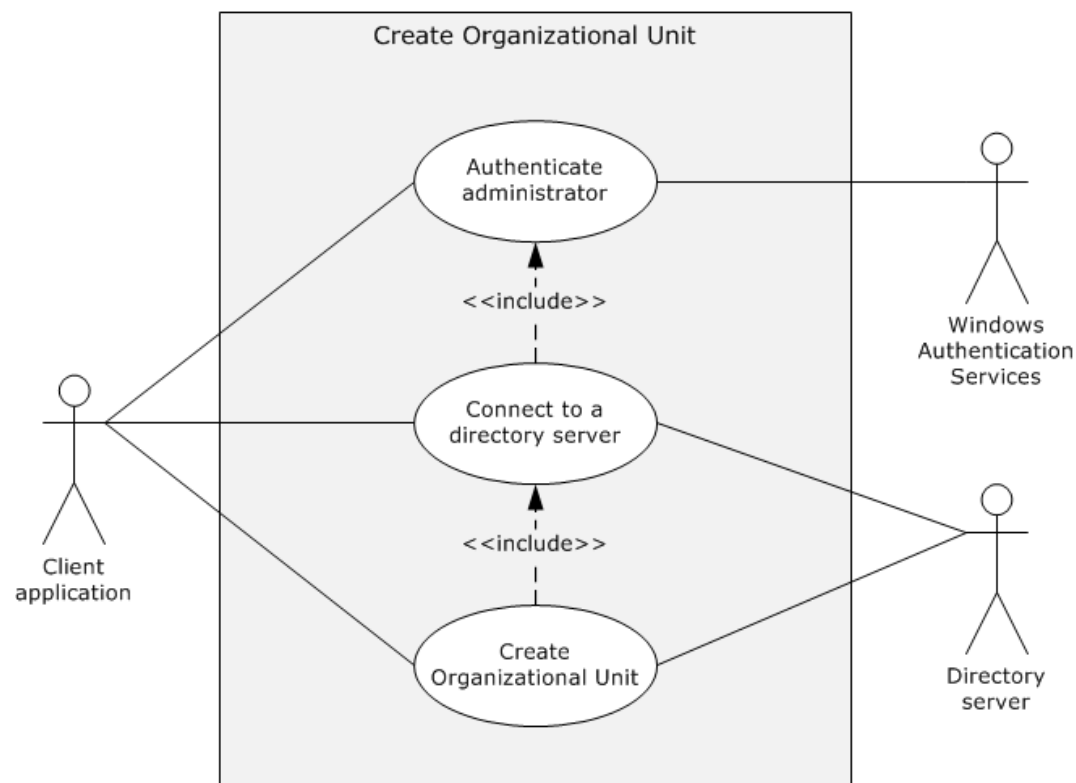 Create Organizational Unit
Authenticate
administrator
<<include>>
Windows
Authentication
Services
Connect to a
directory server
<<include>>
Client
application
Create
Organizational Unit
Directory
server